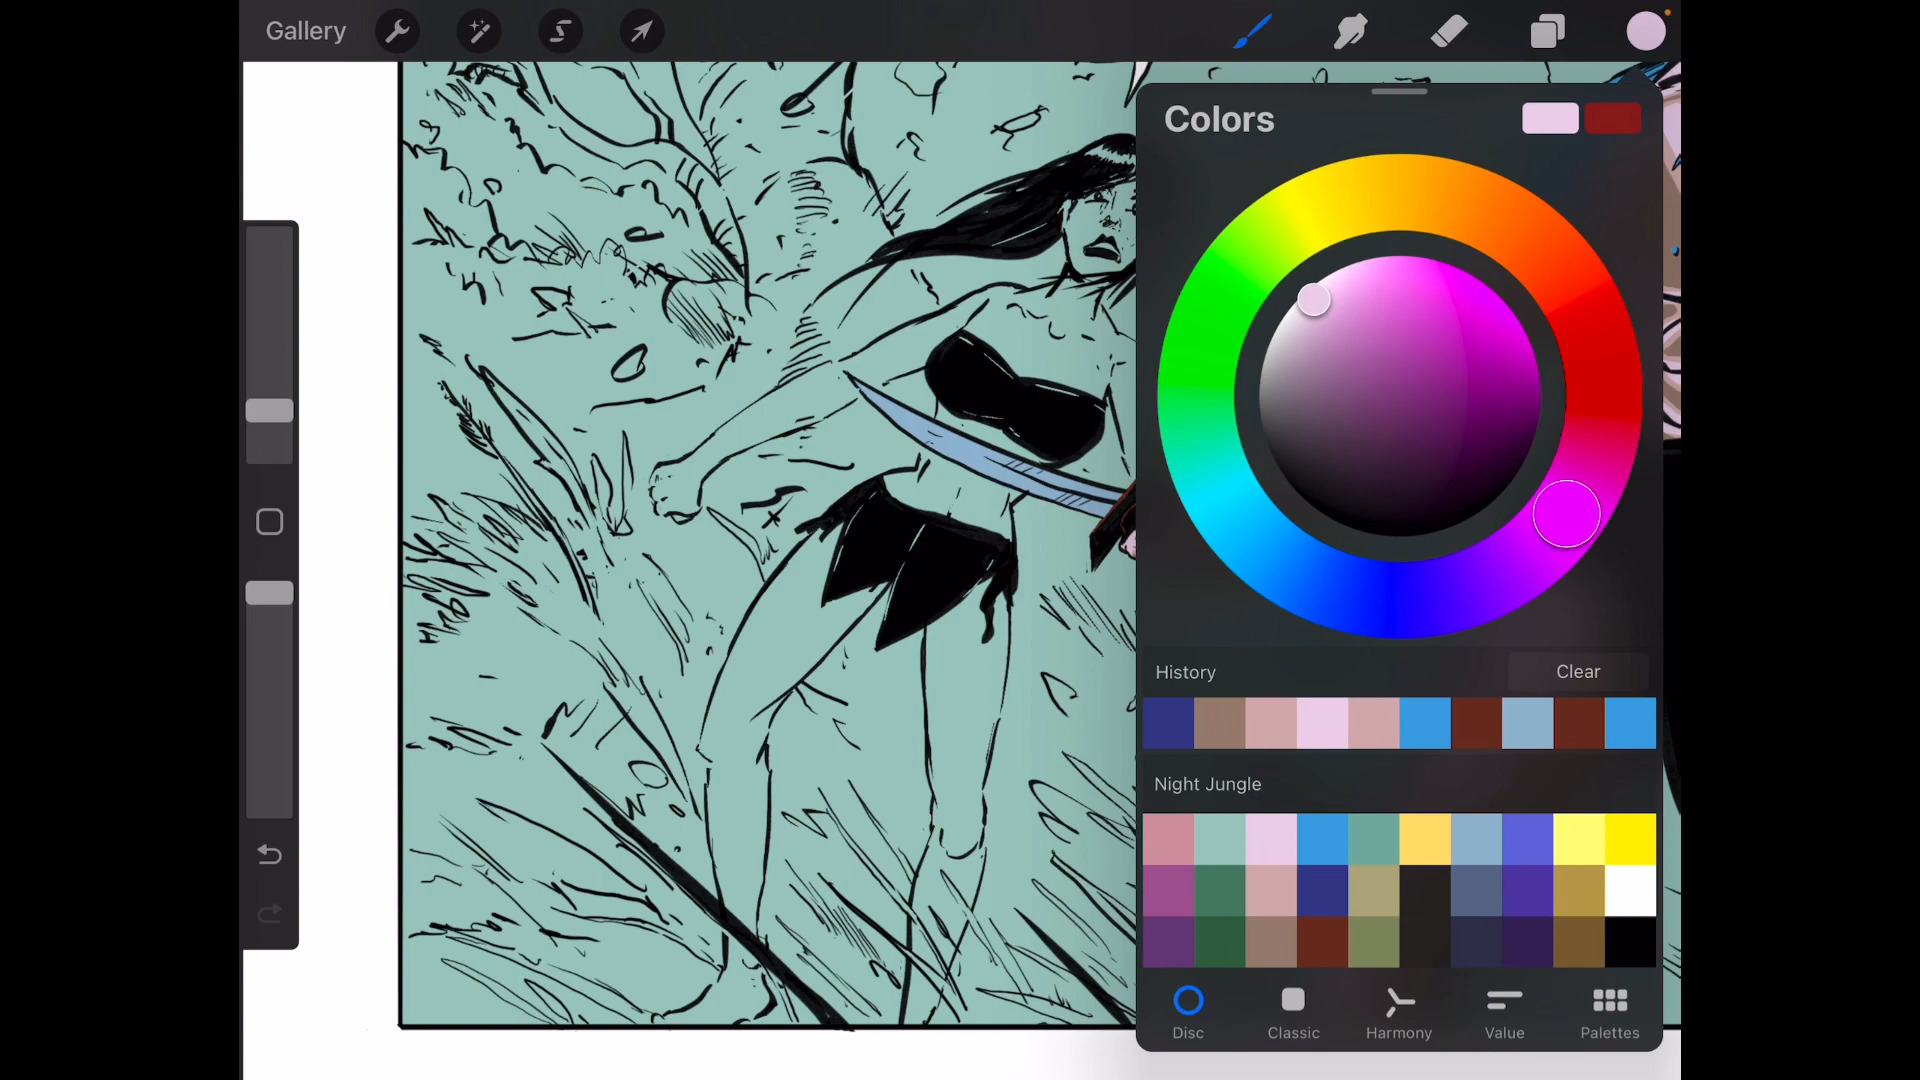 Gallery
Colors
History
Clear
Night Jungle
Disc
Classic
Harmony
Value
Palettes